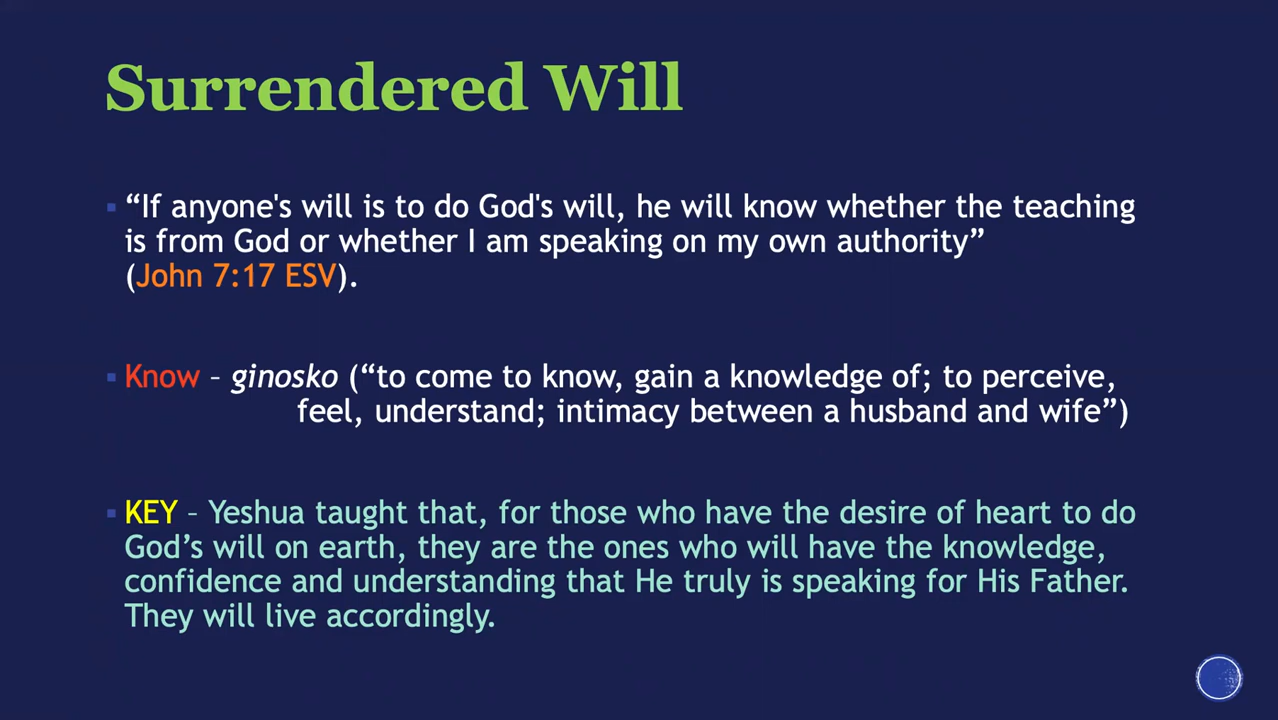 Surrendered Will
“If anyone's will is to do God's will, he will know whether the teaching
is from God or whether I am speaking on my own authority”
(John 7:17 ESV).
Know – ginosko (“to come to know, gain a knowledge of; to perceive,
feel, understand; intimacy between a husband and wife”)
KEY – Yeshua taught that, for those who have the desire of heart to do
God’s will on earth, they are the ones who will have the knowledge,
confidence and understanding that He truly is speaking for His Father.
They will live accordingly.